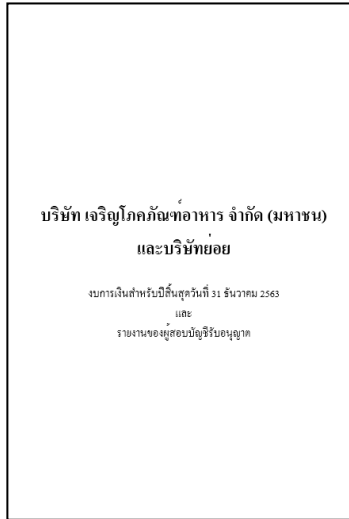 บริษัท เจริญโภคภัณฑ์อาหาร จำกัด (มหาชน)
และบริษัทย่อย
งบการเงินสำหรับปีสิ้นสุดวันที่ 31 ธันวาคม 2563
และ
รายงานของผู้สอบบัญชีรับอนุญาต